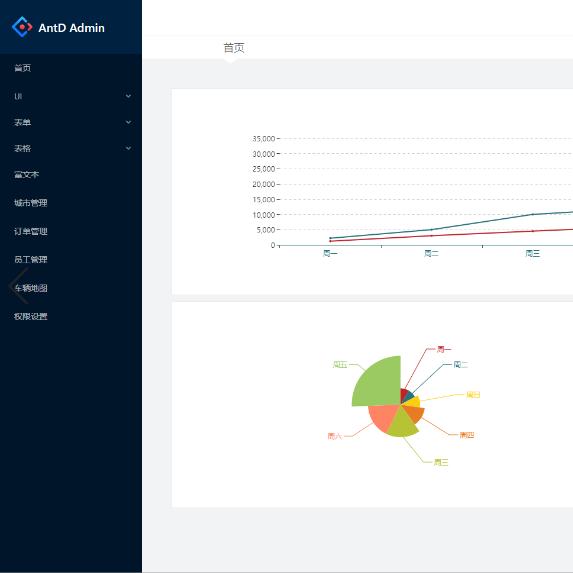 AntD Admin
首页
UI
表单
表格
富文本
城市管理
订单管理
员工管理
车辆地图
权限设置
首页
35,000
30,000
25,000
20,000
15,000
10,000
5,000
0
周一
周二
周三
周五
周一
周二
周日
周四
周六
周三